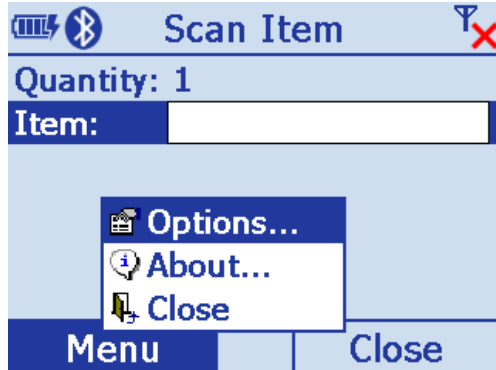 Scan Item
Quantity: 1
Item:
Options...
About...
Close
Menu
Close